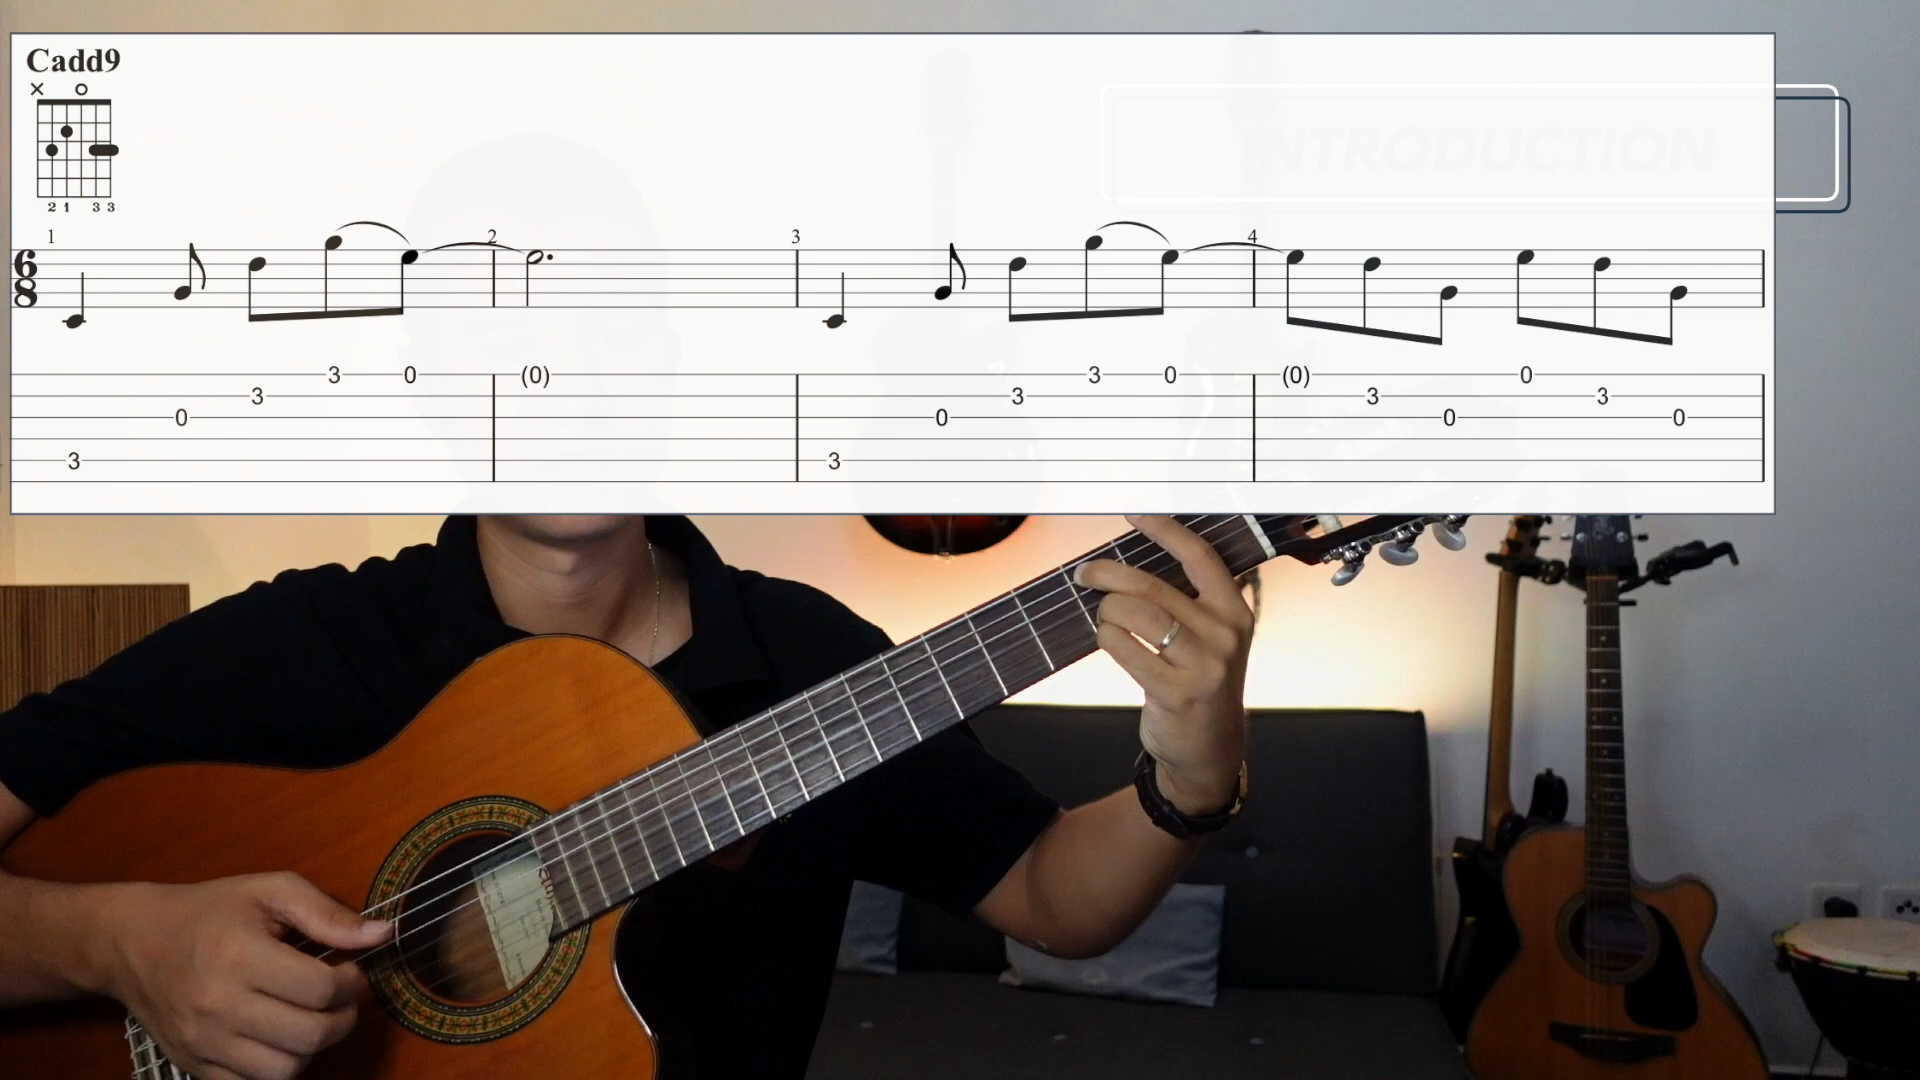 Cadd9
× o
INTRODUCTION
2 1 3 3
1 2 3 4
6
8
3 0 (0) 3 0 (0) 0
3 3 3 3
0 0 0 0
3 3